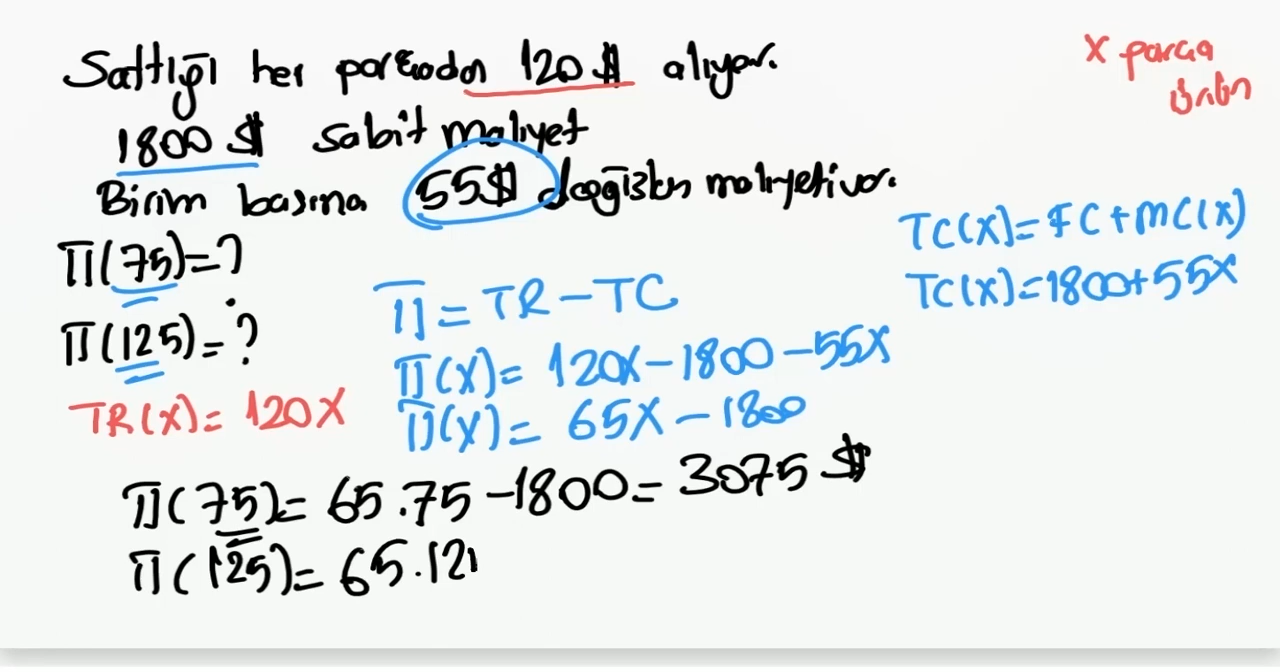 Sattığı her parçadan 120 $ alıyor.
x parça
ürün
1800 $ sabit maliyet
Birim başına 55$ değişken maliyeti var.
TC(x)=FC+MC(x)
TC(x)=1800+55x
Π(75)=?
Π(125)=?
TR(x)= 120x
Π = TR-TC
Π(x)= 120x-1800-55x
Π(x)= 65x-1800
Π(75)= 65.75-1800= 3075 $
Π(125)= 65.12